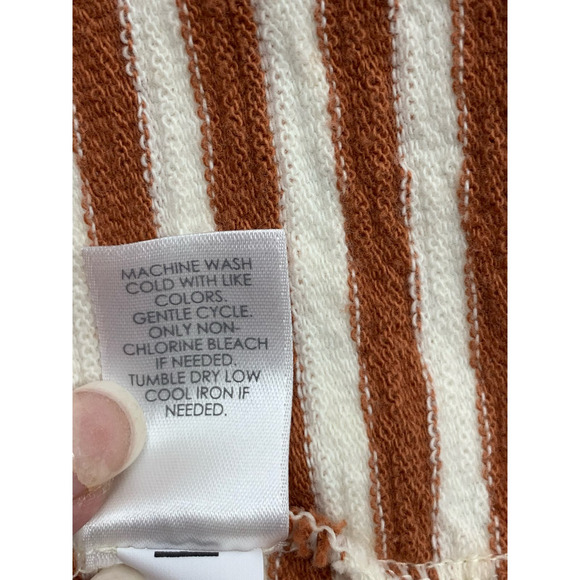 MACHINE WASH
COLD WITH LIKE
COLORS.
GENTLE CYCLE.
ONLY NON-
CHLORINE BLEACH
IF NEEDED.
TUMBLE DRY LOW
COOL IRON IF
NEEDED.